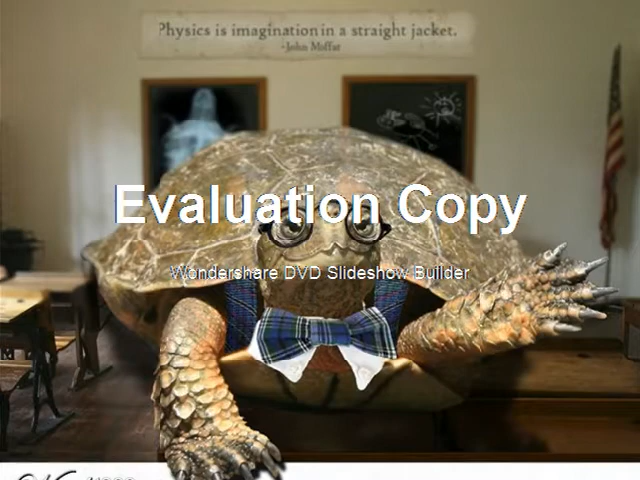 Physics is imagination in a straight jacket.
-John Moffat
Evaluation Copy
Wondershare DVD Slideshow Builder